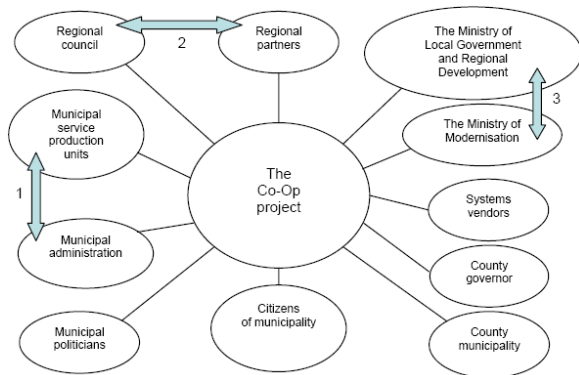 Regional
council
2
Regional
partners
The Ministry of
Local Government
and Regional
Development
3
The Ministry of
Modernisation
Municipal
service
production
units
1
Municipal
administration
The
Co-Op
project
Systems
vendors
County
governor
Municipal
politicians
Citizens
of municipality
County
municipality